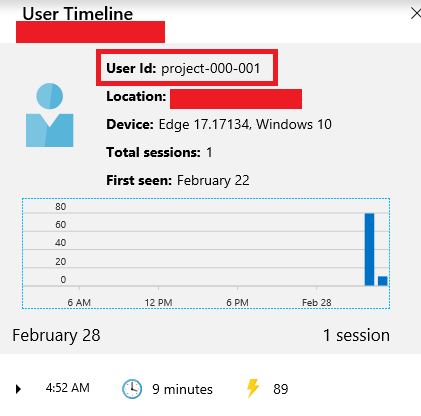 User Timeline
User Id: project-000-001
Location:
Device: Edge 17.17134, Windows 10
Total sessions: 1
First seen: February 22
80
60
40
20
0
6 AM 12 PM 6 PM Feb 28
February 28 1 session
4:52 AM 9 minutes 89